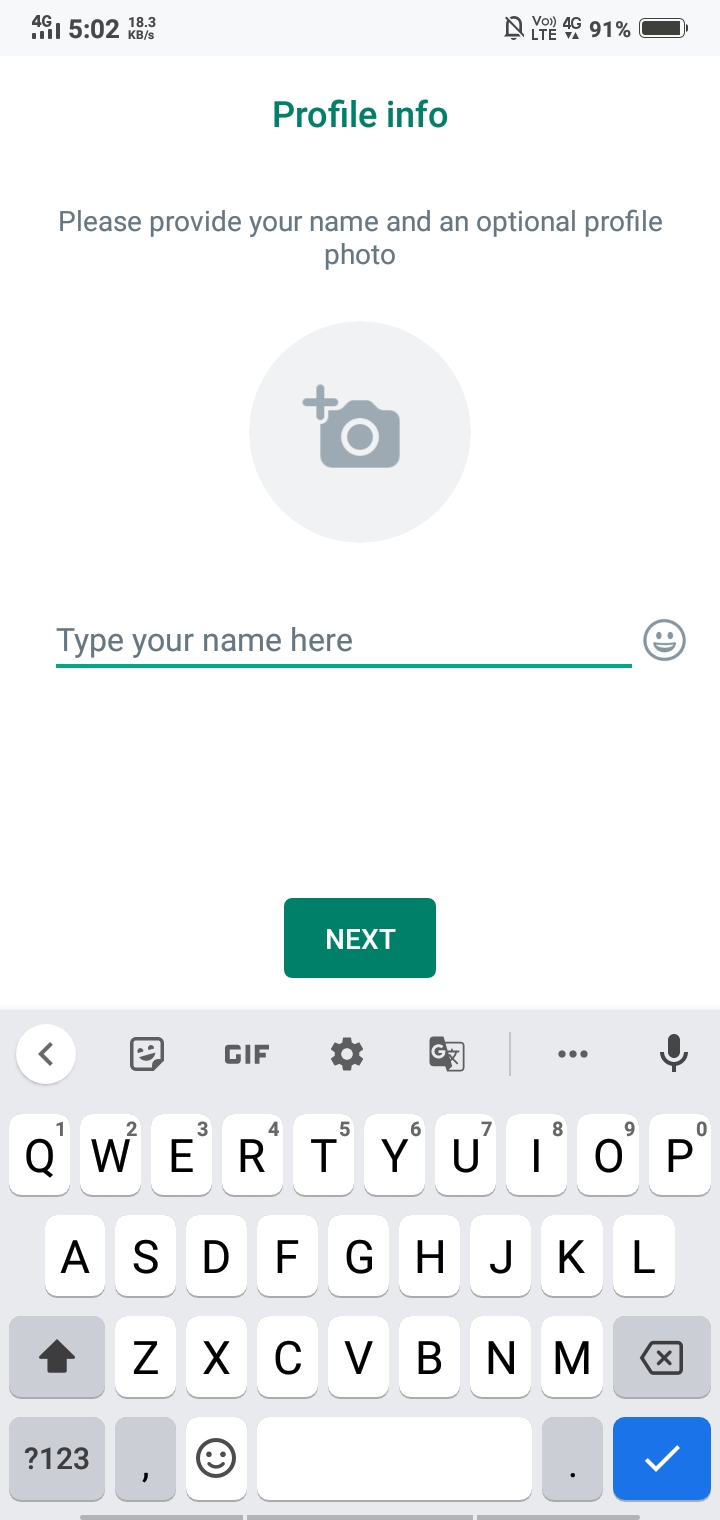 4G 5:02 18.3 KB/s Vo)) LTE 4G 91%
Profile info
Please provide your name and an optional profile
photo
Type your name here
NEXT
GIF G 文
1 2 3 4 5 6 7 8 9 0
Q W E R T Y U I O P
A S D F G H J K L
Z X C V B N M
?123 , .